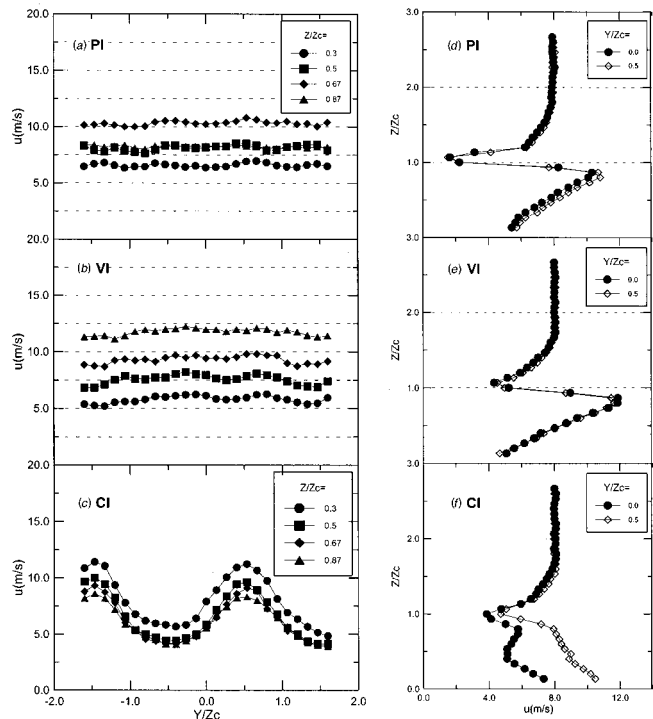 20.0
(a) PI
Z/Zc=
0.3
0.5
0.67
0.87
15.0
10.0
5.0
u(m/s)
20.0
(b) VI
15.0
10.0
5.0
u(m/s)
20.0
(c) CI
Z/Zc=
0.3
0.5
0.67
0.87
15.0
10.0
5.0
0.0
u(m/s)
-2.0 -1.0 0.0 1.0 2.0
Y/Zc
3.0
(d) PI
Y/Zc=
0.0
0.5
2.0
1.0
Z/Zc
3.0
(e) VI
Y/Zc=
0.0
0.5
2.0
1.0
Z/Zc
3.0
(f) CI
Y/Zc=
0.0
0.5
2.0
1.0
0.0
Z/Zc
0.0 4.0 8.0 12.0
u(m/s)